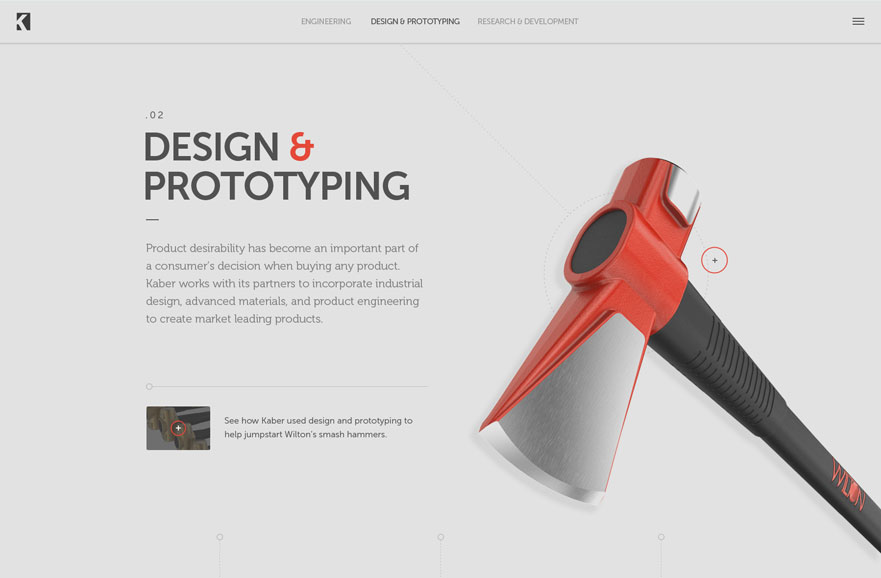 ENGINEERING
DESIGN & PROTOTYPING
RESEARCH & DEVELOPMENT
.02
DESIGN &
PROTOTYPING
Product desirability has become an important part of
a consumer's decision when buying any product.
Kaber works with its partners to incorporate industrial
design, advanced materials, and product engineering
to create market leading products.
See how Kaber used design and prototyping to
help jumpstart Wilton's smash hammers.
WILTON